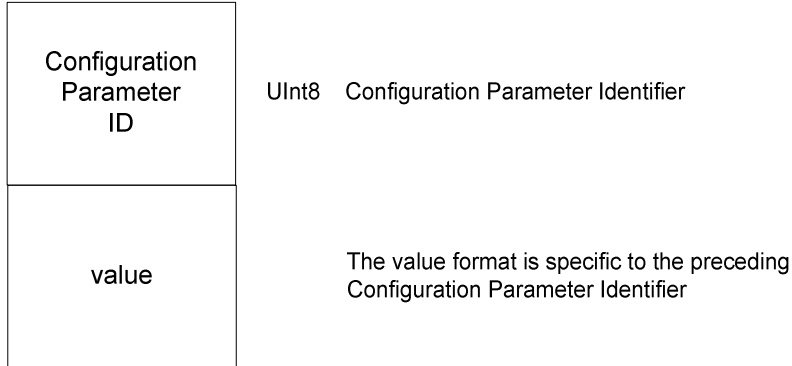 Configuration
Parameter
ID
UInt8 Configuration Parameter Identifier
value
The value format is specific to the preceding
Configuration Parameter Identifier